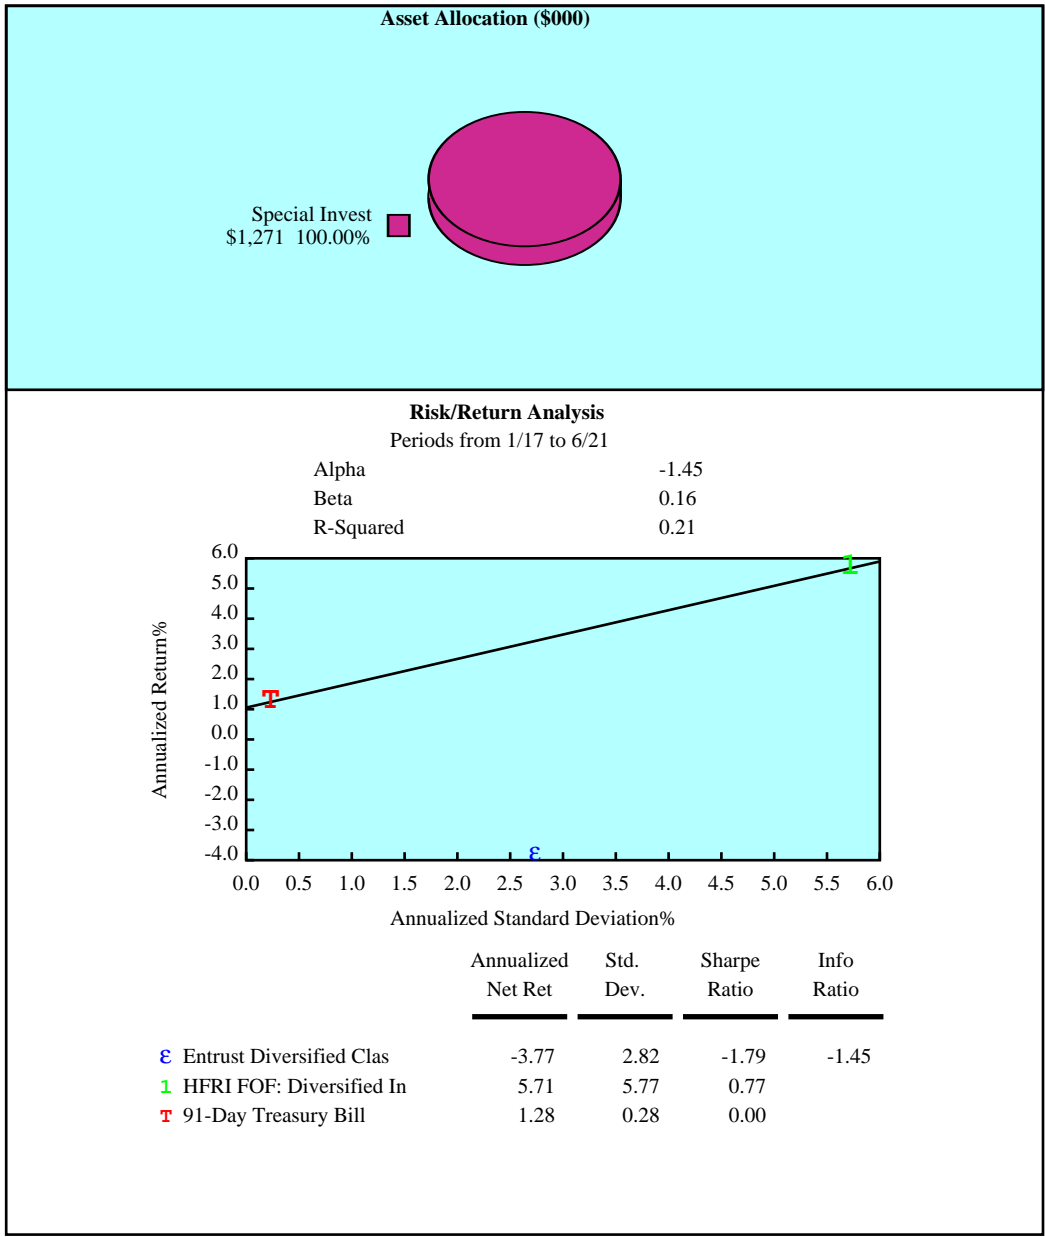 Asset Allocation ($000)
Special Invest
$1,271 100.00%
Risk/Return Analysis
Periods from 1/17 to 6/21
Alpha -1.45
Beta 0.16
R-Squared 0.21
6.0
5.0
4.0
3.0
2.0
1.0
0.0
-1.0
-2.0
-3.0
-4.0
Annualized Return%
1
T
ε
0.0 0.5 1.0 1.5 2.0 2.5 3.0 3.5 4.0 4.5 5.0 5.5 6.0
Annualized Standard Deviation%
Annualized Std. Sharpe Info
Net Ret Dev. Ratio Ratio
ε Entrust Diversified Clas -3.77 2.82 -1.79 -1.45
1 HFRI FOF: Diversified In 5.71 5.77 0.77
T 91-Day Treasury Bill 1.28 0.28 0.00